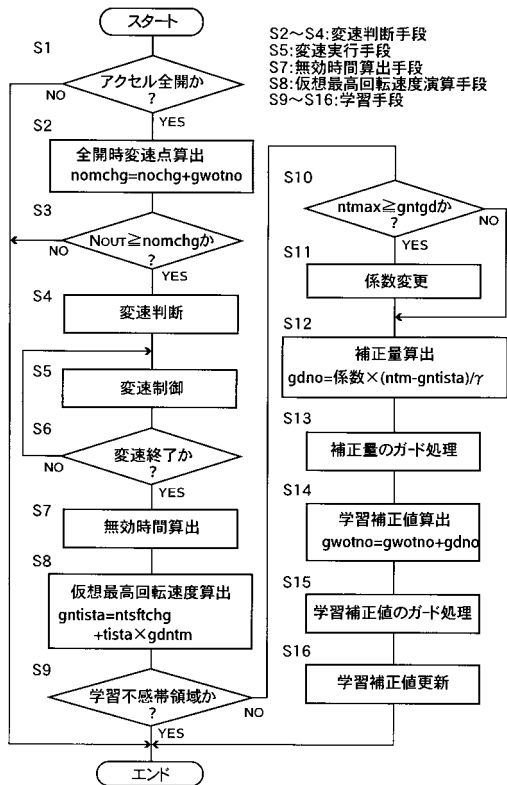 スタート
S2～S4:変速判断手段
S5:変速実行手段
S7:無効時間算出手段
S8:仮想最高回転速度演算手段
S9～S16:学習手段
S1
アクセル全開か
?
NO
YES
S2
全開時変速点算出
nomchg=nochg+gwotno
S3
NOUT≧nomchgか
?
NO
YES
S4
変速判断
S5
変速制御
S6
変速終了か
?
NO
YES
S7
無効時間算出
S8
仮想最高回転速度算出
gntista=ntsftchg
+tista×gdntm
S9
学習不感帯領域か
?
NO
YES
エンド
S10
ntmax≧gntgdか
?
NO
YES
S11
係数変更
S12
補正量算出
gdno=係数×(ntm-gntista)/γ
S13
補正量のガード処理
S14
学習補正値算出
gwotno=gwotno+gdno
S15
学習補正値のガード処理
S16
学習補正値更新